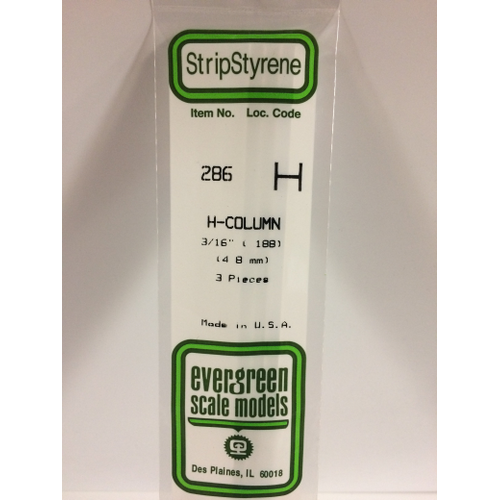 StripStyrene
Item No. Loc. Code
286 H
H-COLUMN
3/16" (.188)
(4.8 mm)
3 Pieces
Made in U.S.A.
evergreen
scale models
Des Plaines, IL 60018